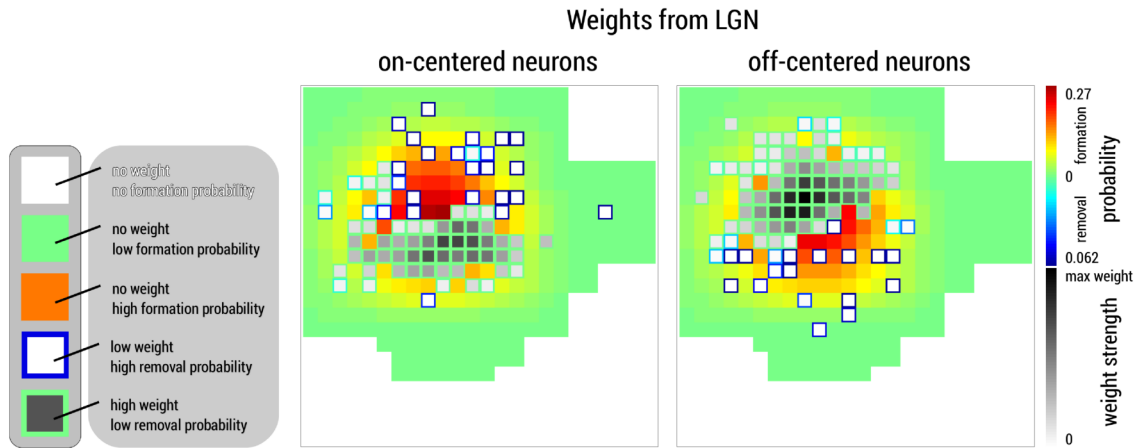 Weights from LGN
on-centered neurons
off-centered neurons
no weight
no formation probability
no weight
low formation probability
no weight
high formation probability
low weight
high removal probability
high weight
low removal probability
0.27
0
0.062
removal formation
probability
max weight
0
weight strength